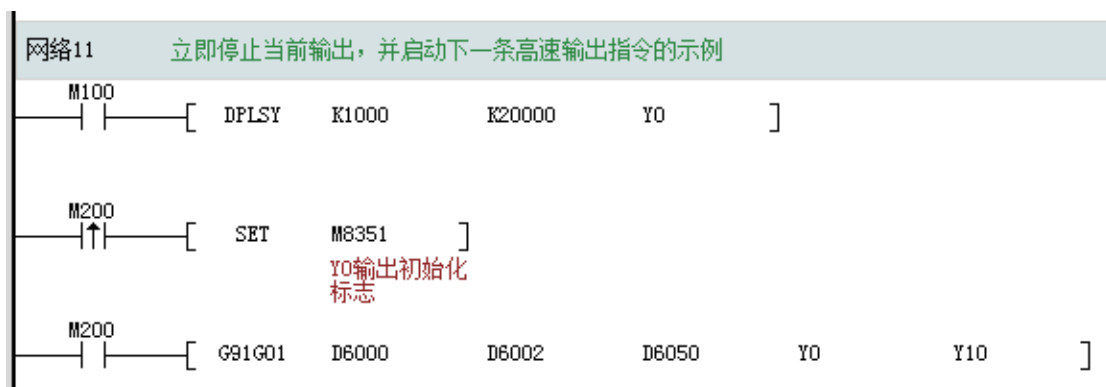 网络11 立即停止当前输出，并启动下一条高速输出指令的示例
M100
[ DPLSY K1000 K20000 Y0 ]
M200
[ SET M8351 ]
Y0输出初始化
标志
M200
[ G91G01 D6000 D6002 D6050 Y0 Y10 ]